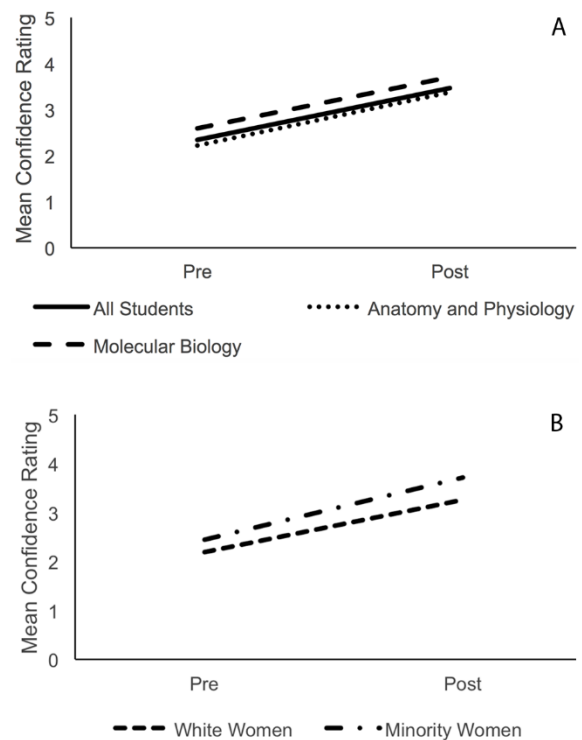 A
Mean Confidence Rating
5
4
3
2
1
0
Pre Post
All Students Anatomy and Physiology
Molecular Biology
B
Mean Confidence Rating
5
4
3
2
1
0
Pre Post
White Women Minority Women